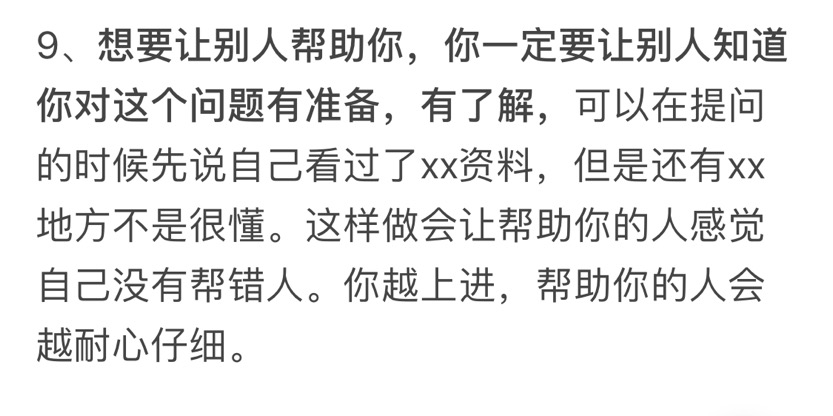 9、想要让别人帮助你，你一定要让别人知道
你对这个问题有准备，有了解，可以在提问
的时候先说自己看过了xx资料，但是还有xx
地方不是很懂。这样做会让帮助你的人感觉
自己没有帮错人。你越上进，帮助你的人会
越耐心仔细。